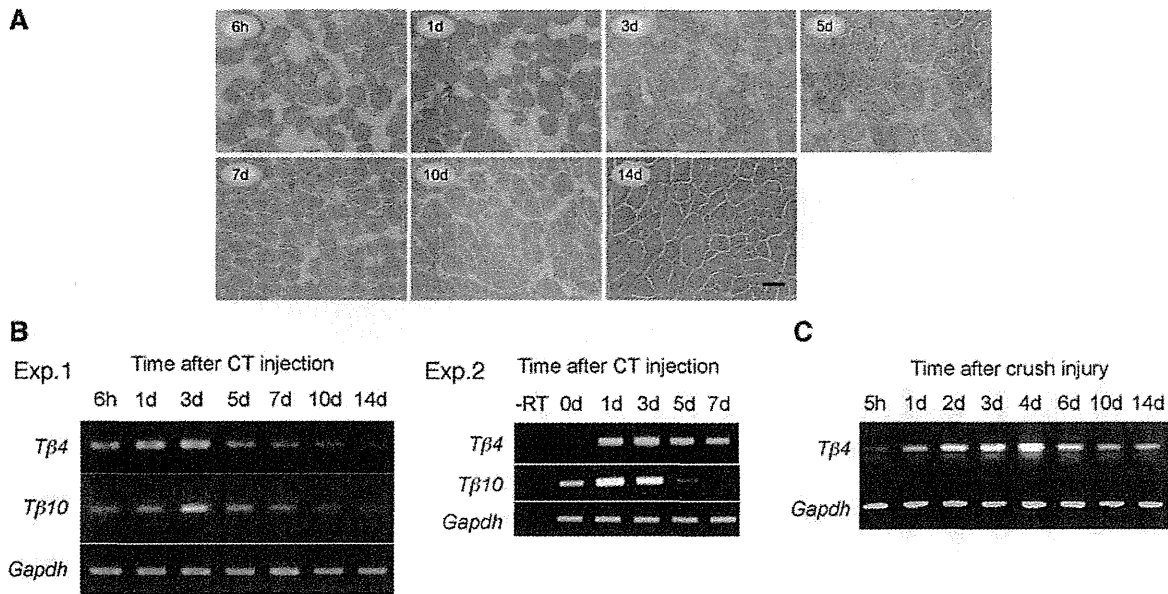 A
6h
1d
3d
5d
7d
10d
14d
B
Exp.1
Time after CT injection
6h 1d 3d 5d 7d 10d 14d
Tβ4
Tβ10
Gapdh
Exp.2
Time after CT injection
-RT 0d 1d 3d 5d 7d
Tβ4
Tβ10
Gapdh
C
Time after crush injury
5h 1d 2d 3d 4d 6d 10d 14d
Tβ4
Gapdh